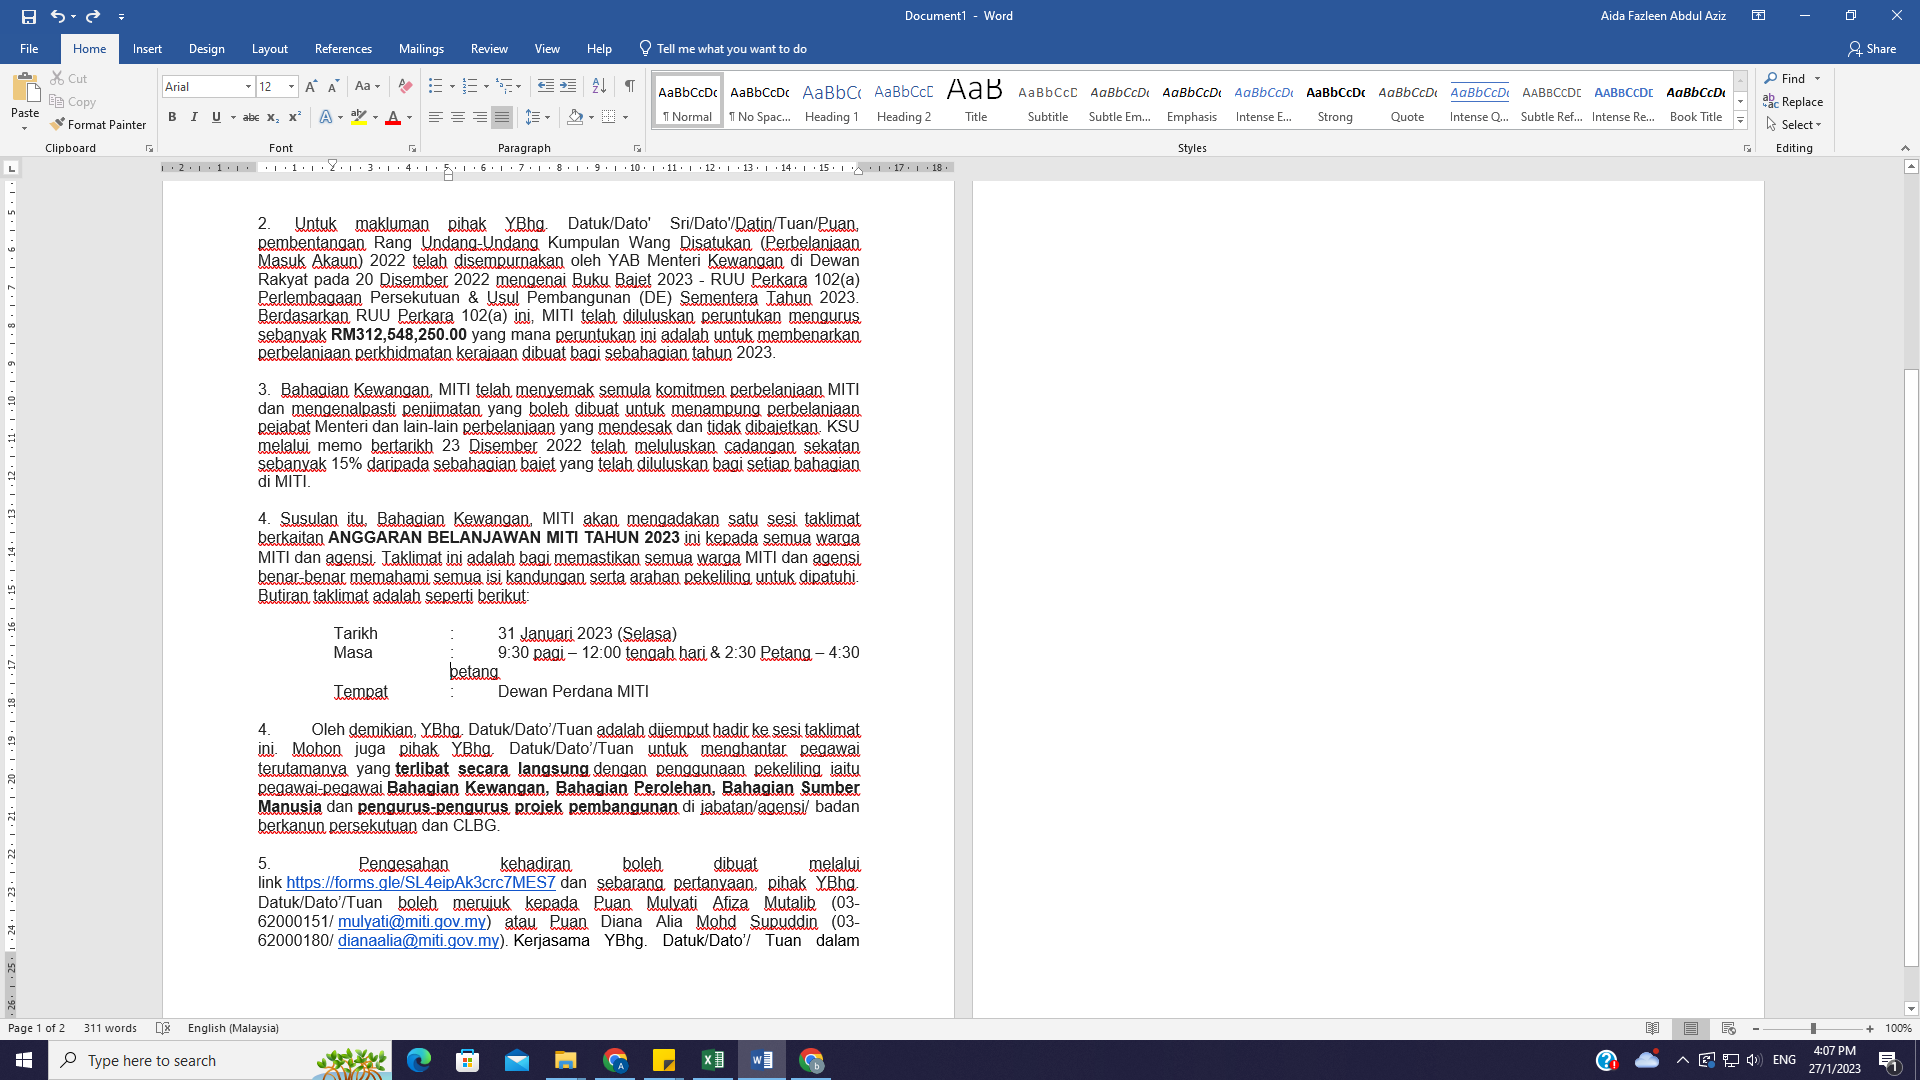 Document1 - Word
Aida Fazleen Abdul Aziz
File Home Insert Design Layout References Mailings Review View Help Tell me what you want to do Share
Paste
Cut
Copy
Format Painter
Clipboard
Arial 12
Font
Paragraph
AaBbCcDc ¶ Normal
AaBbCcDc ¶ No Spac...
AaBbCc Heading 1
AaBbCcD Heading 2
AaB Title
AaBbCcD Subtitle
AaBbCcDc Subtle Em...
AaBbCcDc Emphasis
AaBbCcDc Intense E...
AaBbCcDc Strong
AaBbCcDc Quote
AaBbCcDc Intense Q...
AABBCCDE Subtle Ref...
AABBCCDE Intense Re...
AaBbCcDc Book Title
Styles
Find
Replace
Select
Editing
2. Untuk makluman pihak YBhg. Datuk/Dato' Sri/Dato'/Datin/Tuan/Puan,
pembentangan Rang Undang-Undang Kumpulan Wang Disatukan (Perbelanjaan
Masuk Akaun) 2022 telah disempurnakan oleh YAB Menteri Kewangan di Dewan
Rakyat pada 20 Disember 2022 mengenai Buku Bajet 2023 - RUU Perkara 102(a)
Perlembagaan Persekutuan & Usul Pembangunan (DE) Sementera Tahun 2023.
Berdasarkan RUU Perkara 102(a) ini, MITI telah diluluskan peruntukan mengurus
sebanyak RM312,548,250.00 yang mana peruntukan ini adalah untuk membenarkan
perbelanjaan perkhidmatan kerajaan dibuat bagi sebahagian tahun 2023.
3. Bahagian Kewangan, MITI telah menyemak semula komitmen perbelanjaan MITI
dan mengenalpasti penjimatan yang boleh dibuat untuk menampung perbelanjaan
pejabat Menteri dan lain-lain perbelanjaan yang mendesak dan tidak dibajetkan. KSU
melalui memo bertarikh 23 Disember 2022 telah meluluskan cadangan sekatan
sebanyak 15% daripada sebahagian bajet yang telah diluluskan bagi setiap bahagian
di MITI.
4. Susulan itu, Bahagian Kewangan, MITI akan mengadakan satu sesi taklimat
berkaitan ANGGARAN BELANJAWAN MITI TAHUN 2023 ini kepada semua warga
MITI dan agensi. Taklimat ini adalah bagi memastikan semua warga MITI dan agensi
benar-benar memahami semua isi kandungan serta arahan pekeliling untuk dipatuhi.
Butiran taklimat adalah seperti berikut:
Tarikh : 31 Januari 2023 (Selasa)
Masa : 9:30 pagi – 12:00 tengah hari & 2:30 Petang – 4:30
petang
Tempat : Dewan Perdana MITI
4. Oleh demikian, YBhg. Datuk/Dato’/Tuan adalah dijemput hadir ke sesi taklimat
ini. Mohon juga pihak YBhg. Datuk/Dato’/Tuan untuk menghantar pegawai
terutamanya yang terlibat secara langsung dengan penggunaan pekeliling iaitu
pegawai-pegawai Bahagian Kewangan, Bahagian Perolehan, Bahagian Sumber
Manusia dan pengurus-pengurus projek pembangunan di jabatan/agensi/ badan
berkanun persekutuan dan CLBG.
5. Pengesahan kehadiran boleh dibuat melalui
link https://forms.gle/SL4eipAk3crc7MES7 dan sebarang pertanyaan, pihak YBhg.
Datuk/Dato’/Tuan boleh merujuk kepada Puan Mulyati Afiza Mutalib (03-
62000151/ mulyati@miti.gov.my) atau Puan Diana Alia Mohd Supuddin (03-
62000180/ dianaalia@miti.gov.my). Kerjasama YBhg. Datuk/Dato’/ Tuan dalam
Page 1 of 2 311 words English (Malaysia) 100%
Type here to search
ENG
4:07 PM
27/1/2023